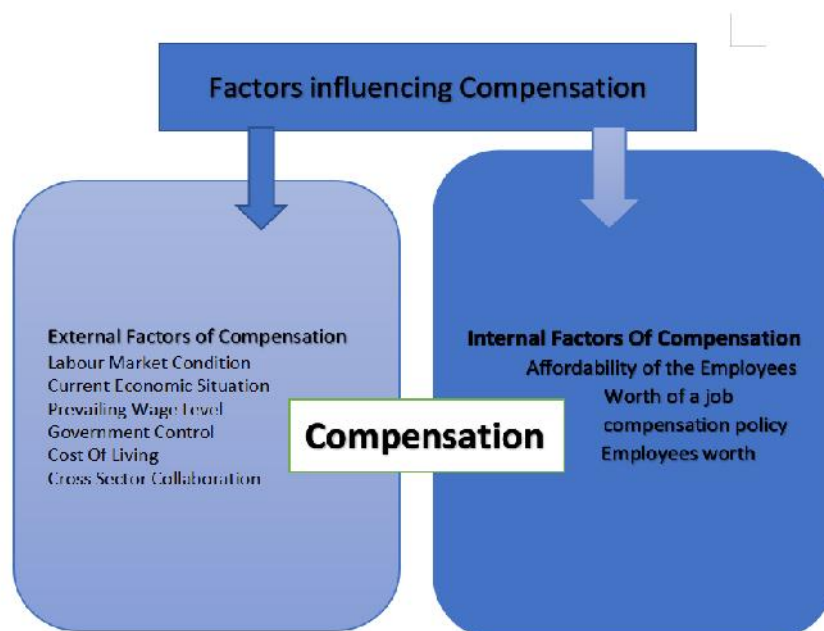 Factors influencing Compensation
External Factors of Compensation
Labour Market Condition
Current Economic Situation
Prevailing Wage Level
Government Control
Cost Of Living
Cross Sector Collaboration
Compensation
Internal Factors Of Compensation
Affordability of the Employees
Worth of a job
compensation policy
Employees worth